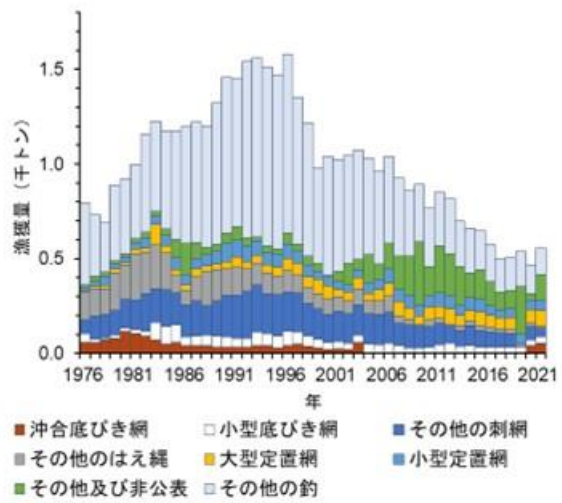 漁獲量（千トン）
1.5
1.0
0.5
0.0
1976 1981 1986 1991 1996 2001 2006 2011 2016 2021
年
沖合底びき網 小型底びき網 その他の刺網
その他のはえ縄 大型定置網 小型定置網
その他及び非公表 その他の釣